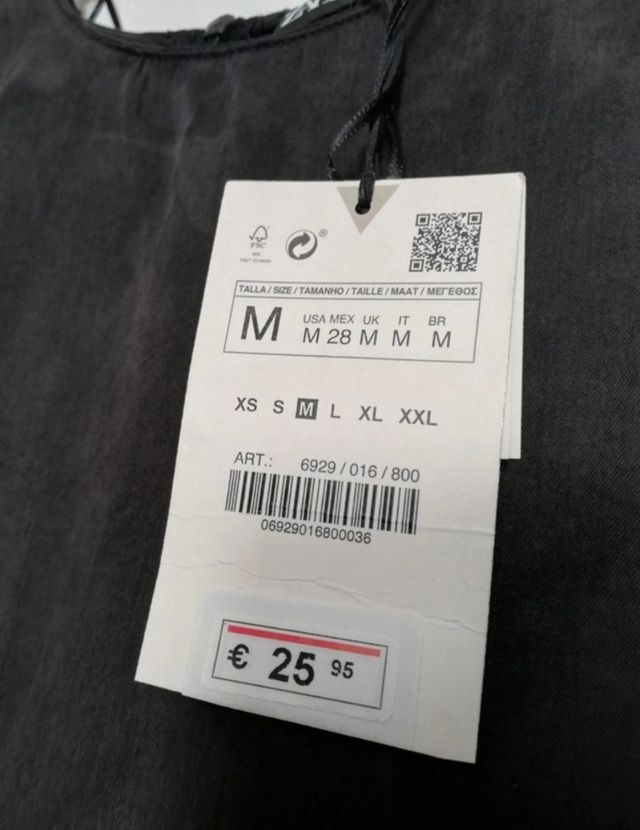 FSC
®
TALLA / SIZE / TAMANHO / TAILLE / MAAT / ΜΕΓΕΘΟΣ
M
USA MEX UK IT BR
M 28 M M M
XS S M L XL XXL
ART.: 6929 / 016 / 800
06929016800036
€ 25 95